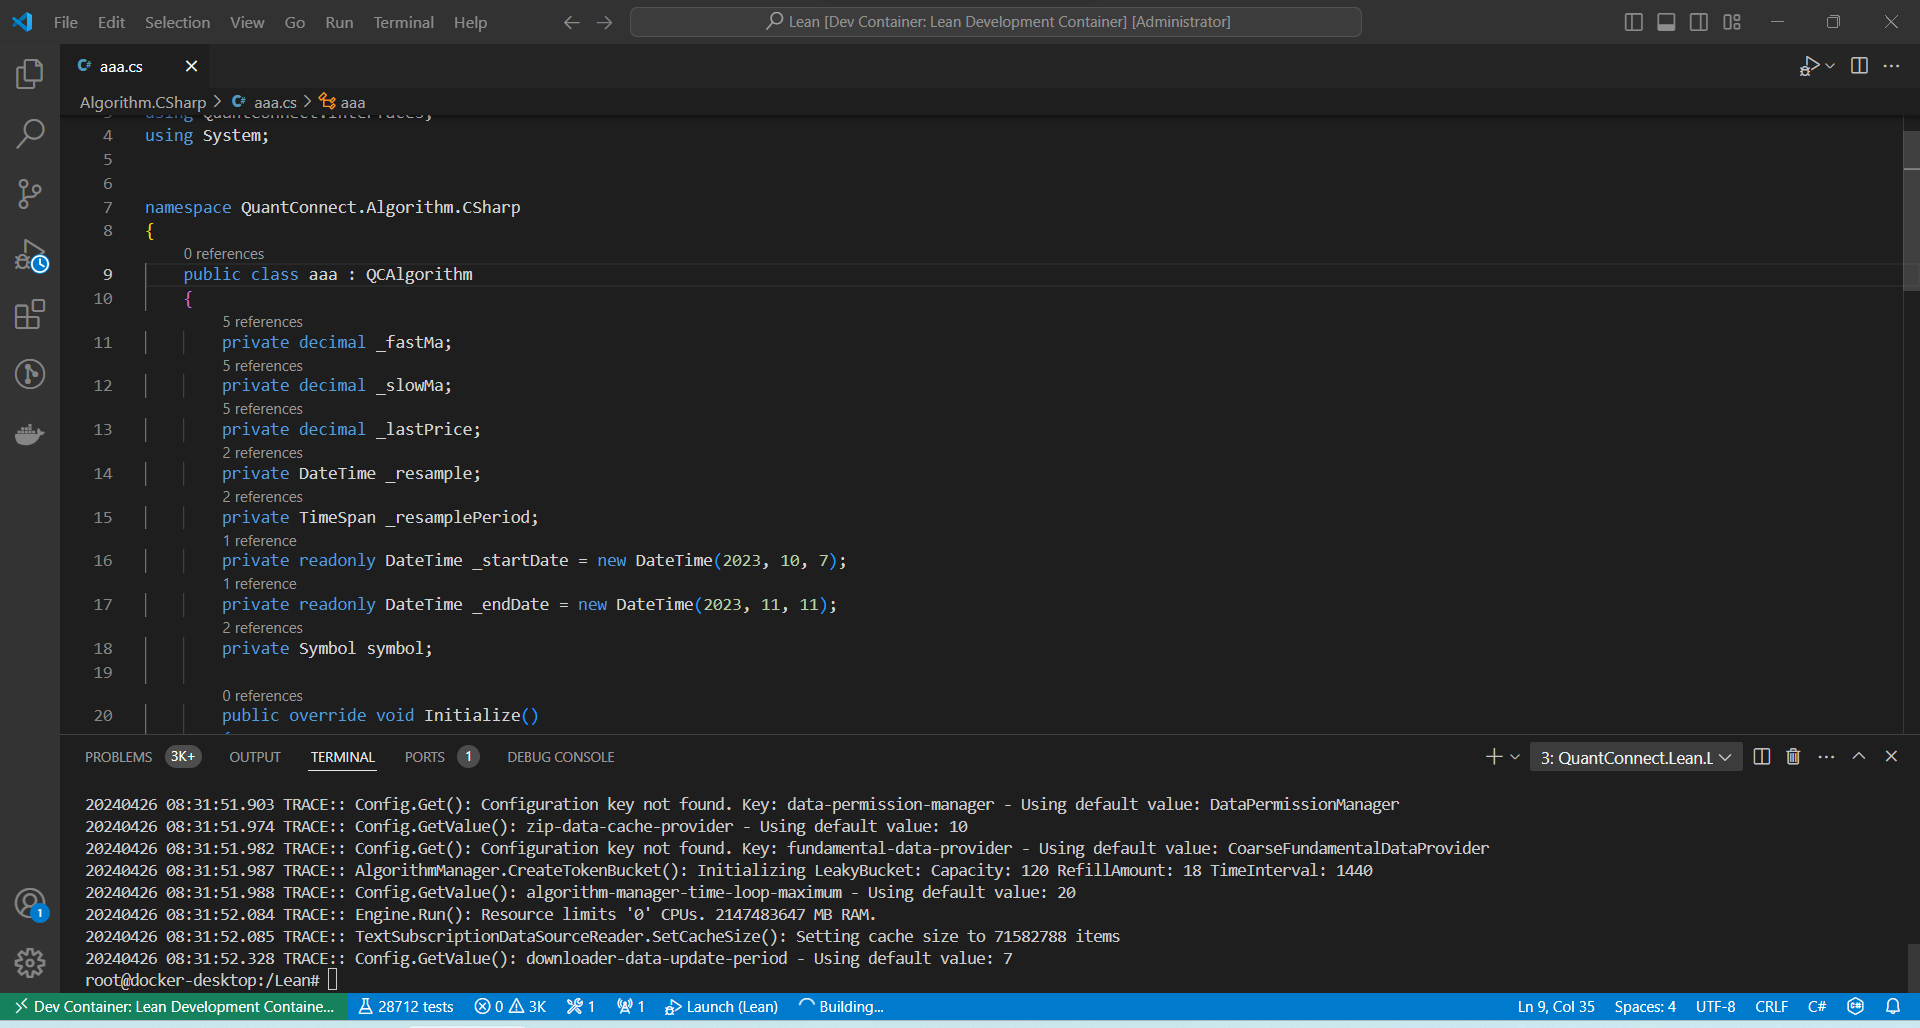 File Edit Selection View Go Run Terminal Help
Lean [Dev Container: Lean Development Container] [Administrator]
C# aaa.cs
Algorithm.CSharp > C# aaa.cs > aaa
3 using QuantConnect.Interfaces;
4 using System;
5
6
7 namespace QuantConnect.Algorithm.CSharp
8 {
0 references
9 public class aaa : QCAlgorithm
10 {
5 references
11 private decimal _fastMa;
5 references
12 private decimal _slowMa;
5 references
13 private decimal _lastPrice;
2 references
14 private DateTime _resample;
2 references
15 private TimeSpan _resamplePeriod;
1 reference
16 private readonly DateTime _startDate = new DateTime(2023, 10, 7);
1 reference
17 private readonly DateTime _endDate = new DateTime(2023, 11, 11);
2 references
18 private Symbol symbol;
19
0 references
20 public override void Initialize()
PROBLEMS 3K+ OUTPUT TERMINAL PORTS 1 DEBUG CONSOLE
3: QuantConnect.Lean.L
20240426 08:31:51.903 TRACE:: Config.Get(): Configuration key not found. Key: data-permission-manager - Using default value: DataPermissionManager
20240426 08:31:51.974 TRACE:: Config.GetValue(): zip-data-cache-provider - Using default value: 10
20240426 08:31:51.982 TRACE:: Config.Get(): Configuration key not found. Key: fundamental-data-provider - Using default value: CoarseFundamentalDataProvider
20240426 08:31:51.987 TRACE:: AlgorithmManager.CreateTokenBucket(): Initializing LeakyBucket: Capacity: 120 RefillAmount: 18 TimeInterval: 1440
20240426 08:31:51.988 TRACE:: Config.GetValue(): algorithm-manager-time-loop-maximum - Using default value: 20
20240426 08:31:52.084 TRACE:: Engine.Run(): Resource limits '0' CPUs. 2147483647 MB RAM.
20240426 08:31:52.085 TRACE:: TextSubscriptionDataSourceReader.SetCacheSize(): Setting cache size to 71582788 items
20240426 08:31:52.328 TRACE:: Config.GetValue(): downloader-data-update-period - Using default value: 7
root@docker-desktop:/Lean#
1
Dev Container: Lean Development Containe... 28712 tests 0 3K 1 1 Launch (Lean) Building... Ln 9, Col 35 Spaces: 4 UTF-8 CRLF C#